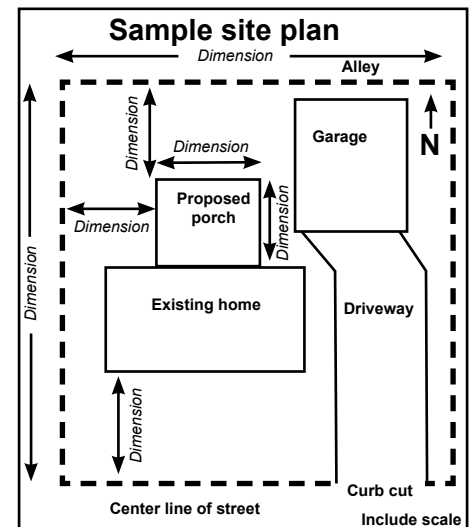 Sample site plan
Dimension
Alley
N
Garage
Dimension
Dimension
Proposed
porch
Dimension
Dimension
Dimension
Existing home
Driveway
Dimension
Curb cut
Center line of street
Include scale